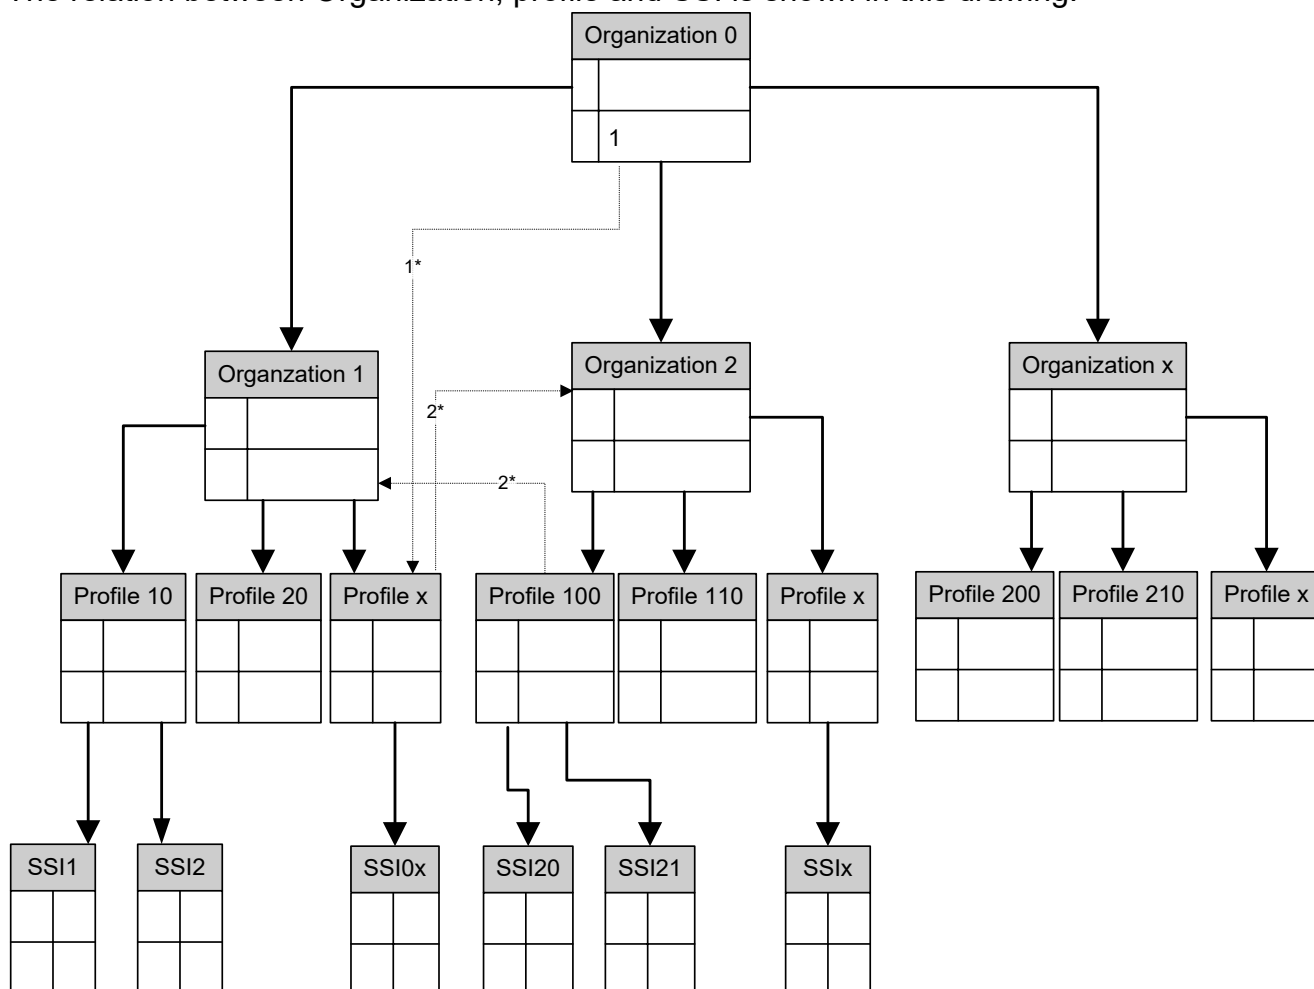 The relation between Organization, profile and SSI is shown in this drawing.
Organization 0
1
1*
Organzation 1
Organization 2
Organization x
2*
2*
Profile 10
Profile 20
Profile x
Profile 100
Profile 110
Profile x
Profile 200
Profile 210
Profile x
SSI1
SSI2
SSI0x
SSI20
SSI21
SSIx